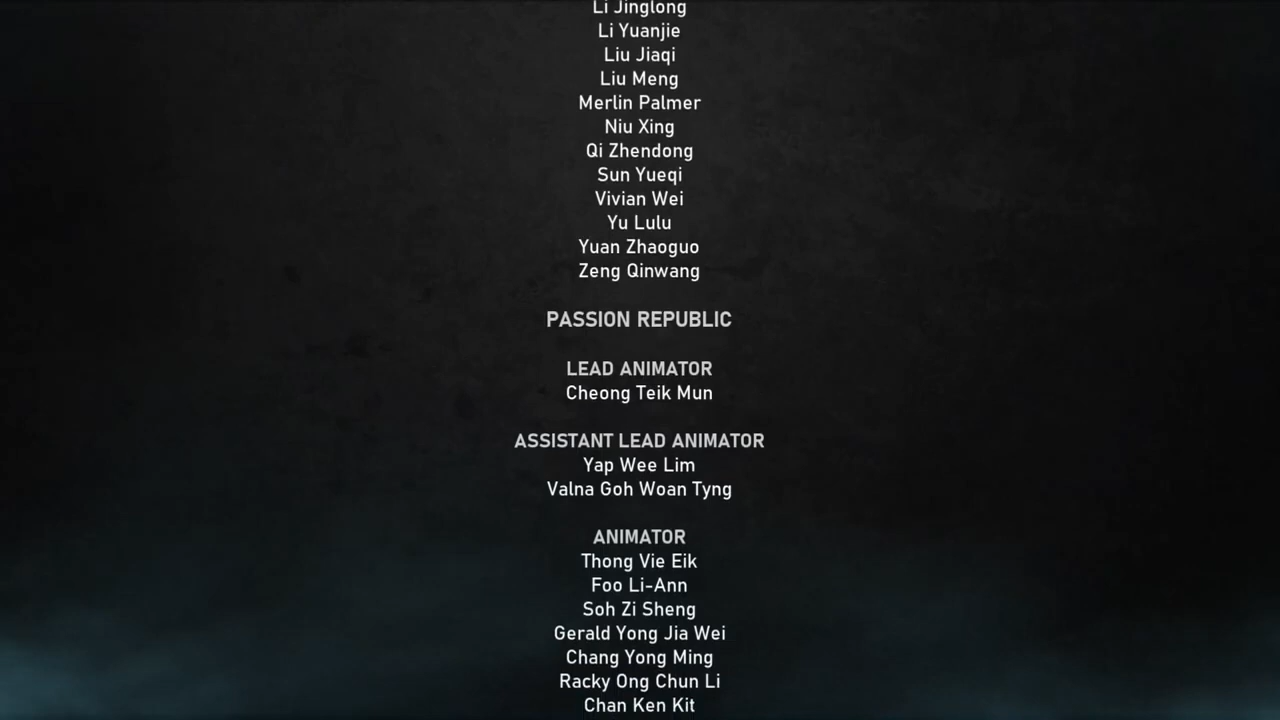 Li Jinglong
Li Yuanjie
Liu Jiaqi
Liu Meng
Merlin Palmer
Niu Xing
Qi Zhendong
Sun Yueqi
Vivian Wei
Yu Lulu
Yuan Zhaoguo
Zeng Qinwang
PASSION REPUBLIC
LEAD ANIMATOR
Cheong Teik Mun
ASSISTANT LEAD ANIMATOR
Yap Wee Lim
Valna Goh Woan Tyng
ANIMATOR
Thong Vie Eik
Foo Li-Ann
Soh Zi Sheng
Gerald Yong Jia Wei
Chang Yong Ming
Racky Ong Chun Li
Chan Ken Kit